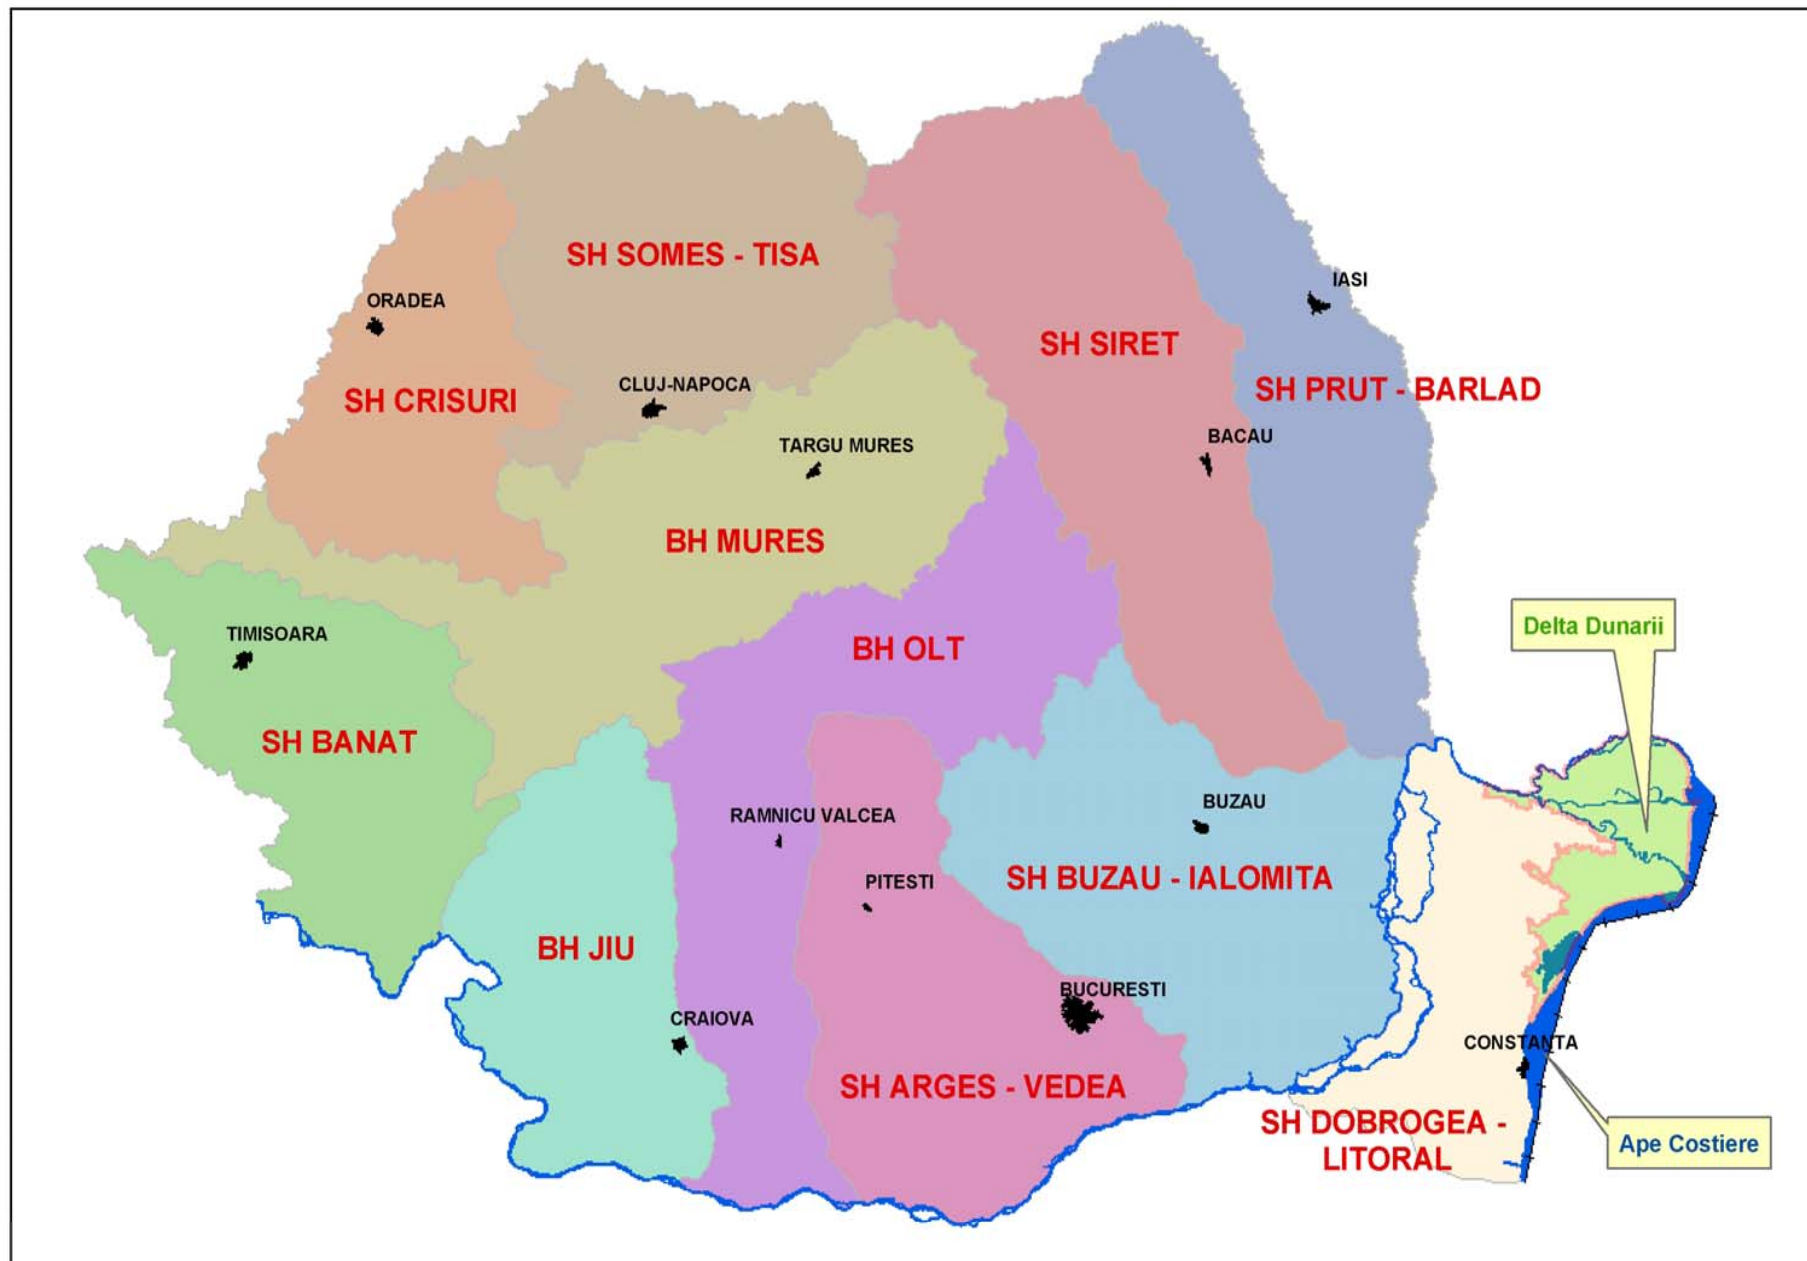 SH SOMES - TISA
IASI
ORADEA
SH SIRET
CLUJ-NAPOCA
SH PRUT - BARLAD
SH CRISURI
BACAU
TARGU MURES
BH MURES
Delta Dunarii
TIMISOARA
BH OLT
SH BANAT
BUZAU
RAMNICU VALCEA
SH BUZAU - IALOMITA
PITESTI
BH JIU
BUCURESTI
CRAIOVA
CONSTANTA
SH ARGES - VEDEA
SH DOBROGEA -
LITORAL
Ape Costiere